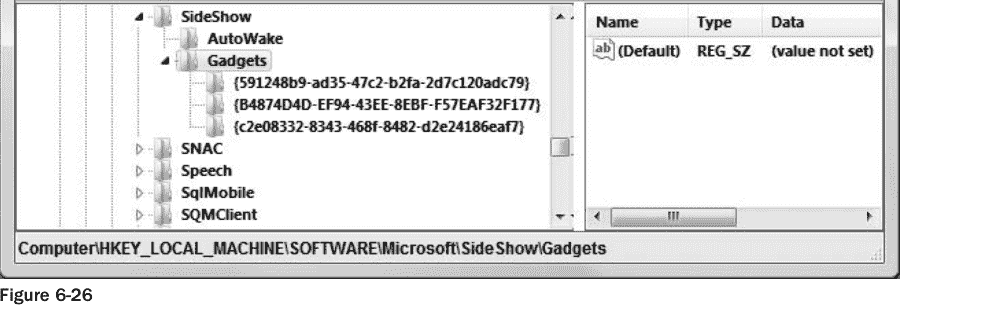 SideShow
AutoWake
Gadgets
{591248b9-ad35-47c2-b2fa-2d7c120adc79}
{B4874D4D-EF94-43EE-8EBF-F57EAF32F177}
{c2e08332-8343-468f-8482-d2e24186eaf7}
SNAC
Speech
SqlMobile
SQMClient
Name Type Data
ab (Default) REG_SZ (value not set)
Computer\HKEY_LOCAL_MACHINE\SOFTWARE\Microsoft\SideShow\Gadgets
Figure 6-26